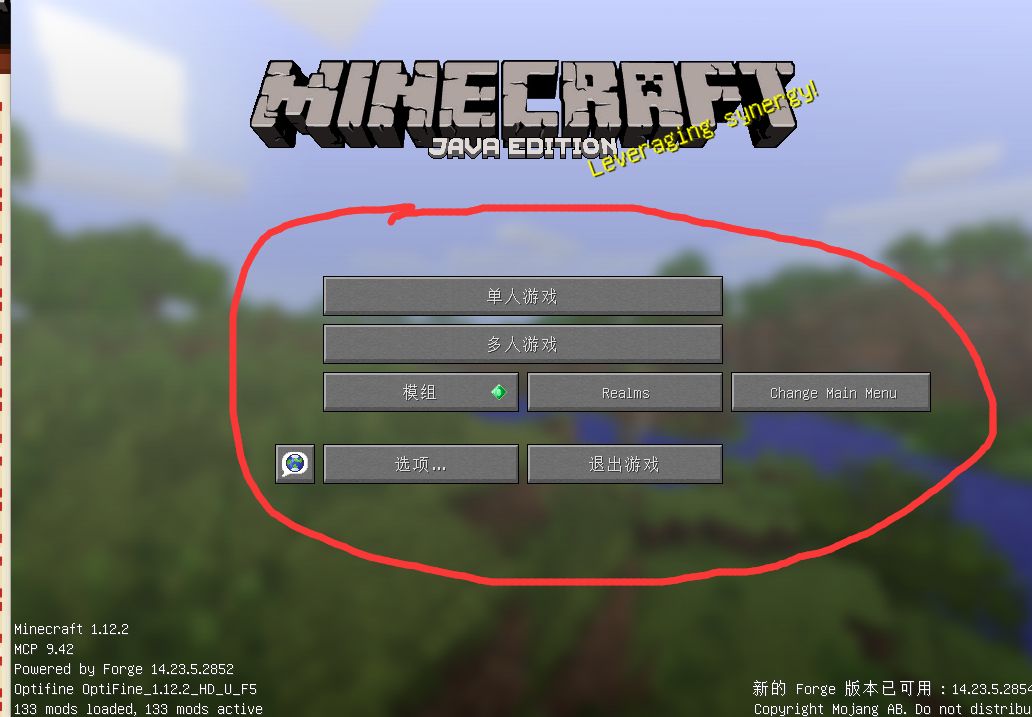 MINECRAFT
JAVA EDITION
Leveraging synergy!
单人游戏
多人游戏
模组
Realms
Change Main Menu
选项...
退出游戏
Minecraft 1.12.2
MCP 9.42
Powered by Forge 14.23.5.2852
Optifine OptiFine_1.12.2_HD_U_F5
133 mods loaded, 133 mods active
新的 Forge 版本已可用：14.23.5.2854
Copyright Mojang AB. Do not distribu